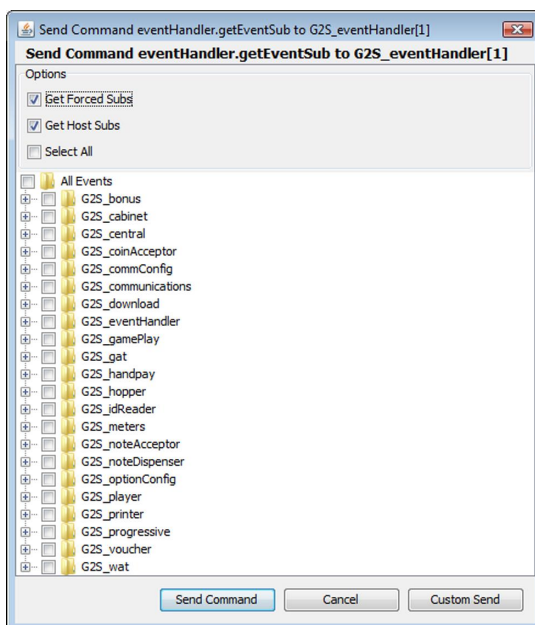 Send Command eventHandler.getEventSub to G2S_eventHandler[1]
Send Command eventHandler.getEventSub to G2S_eventHandler[1]
Options
Get Forced Subs
Get Host Subs
Select All
All Events
G2S_bonus
G2S_cabinet
G2S_central
G2S_coinAcceptor
G2S_commConfig
G2S_communications
G2S_download
G2S_eventHandler
G2S_gamePlay
G2S_gat
G2S_handpay
G2S_hopper
G2S_idReader
G2S_meters
G2S_noteAcceptor
G2S_noteDispenser
G2S_optionConfig
G2S_player
G2S_printer
G2S_progressive
G2S_voucher
G2S_wat
Send Command Cancel Custom Send